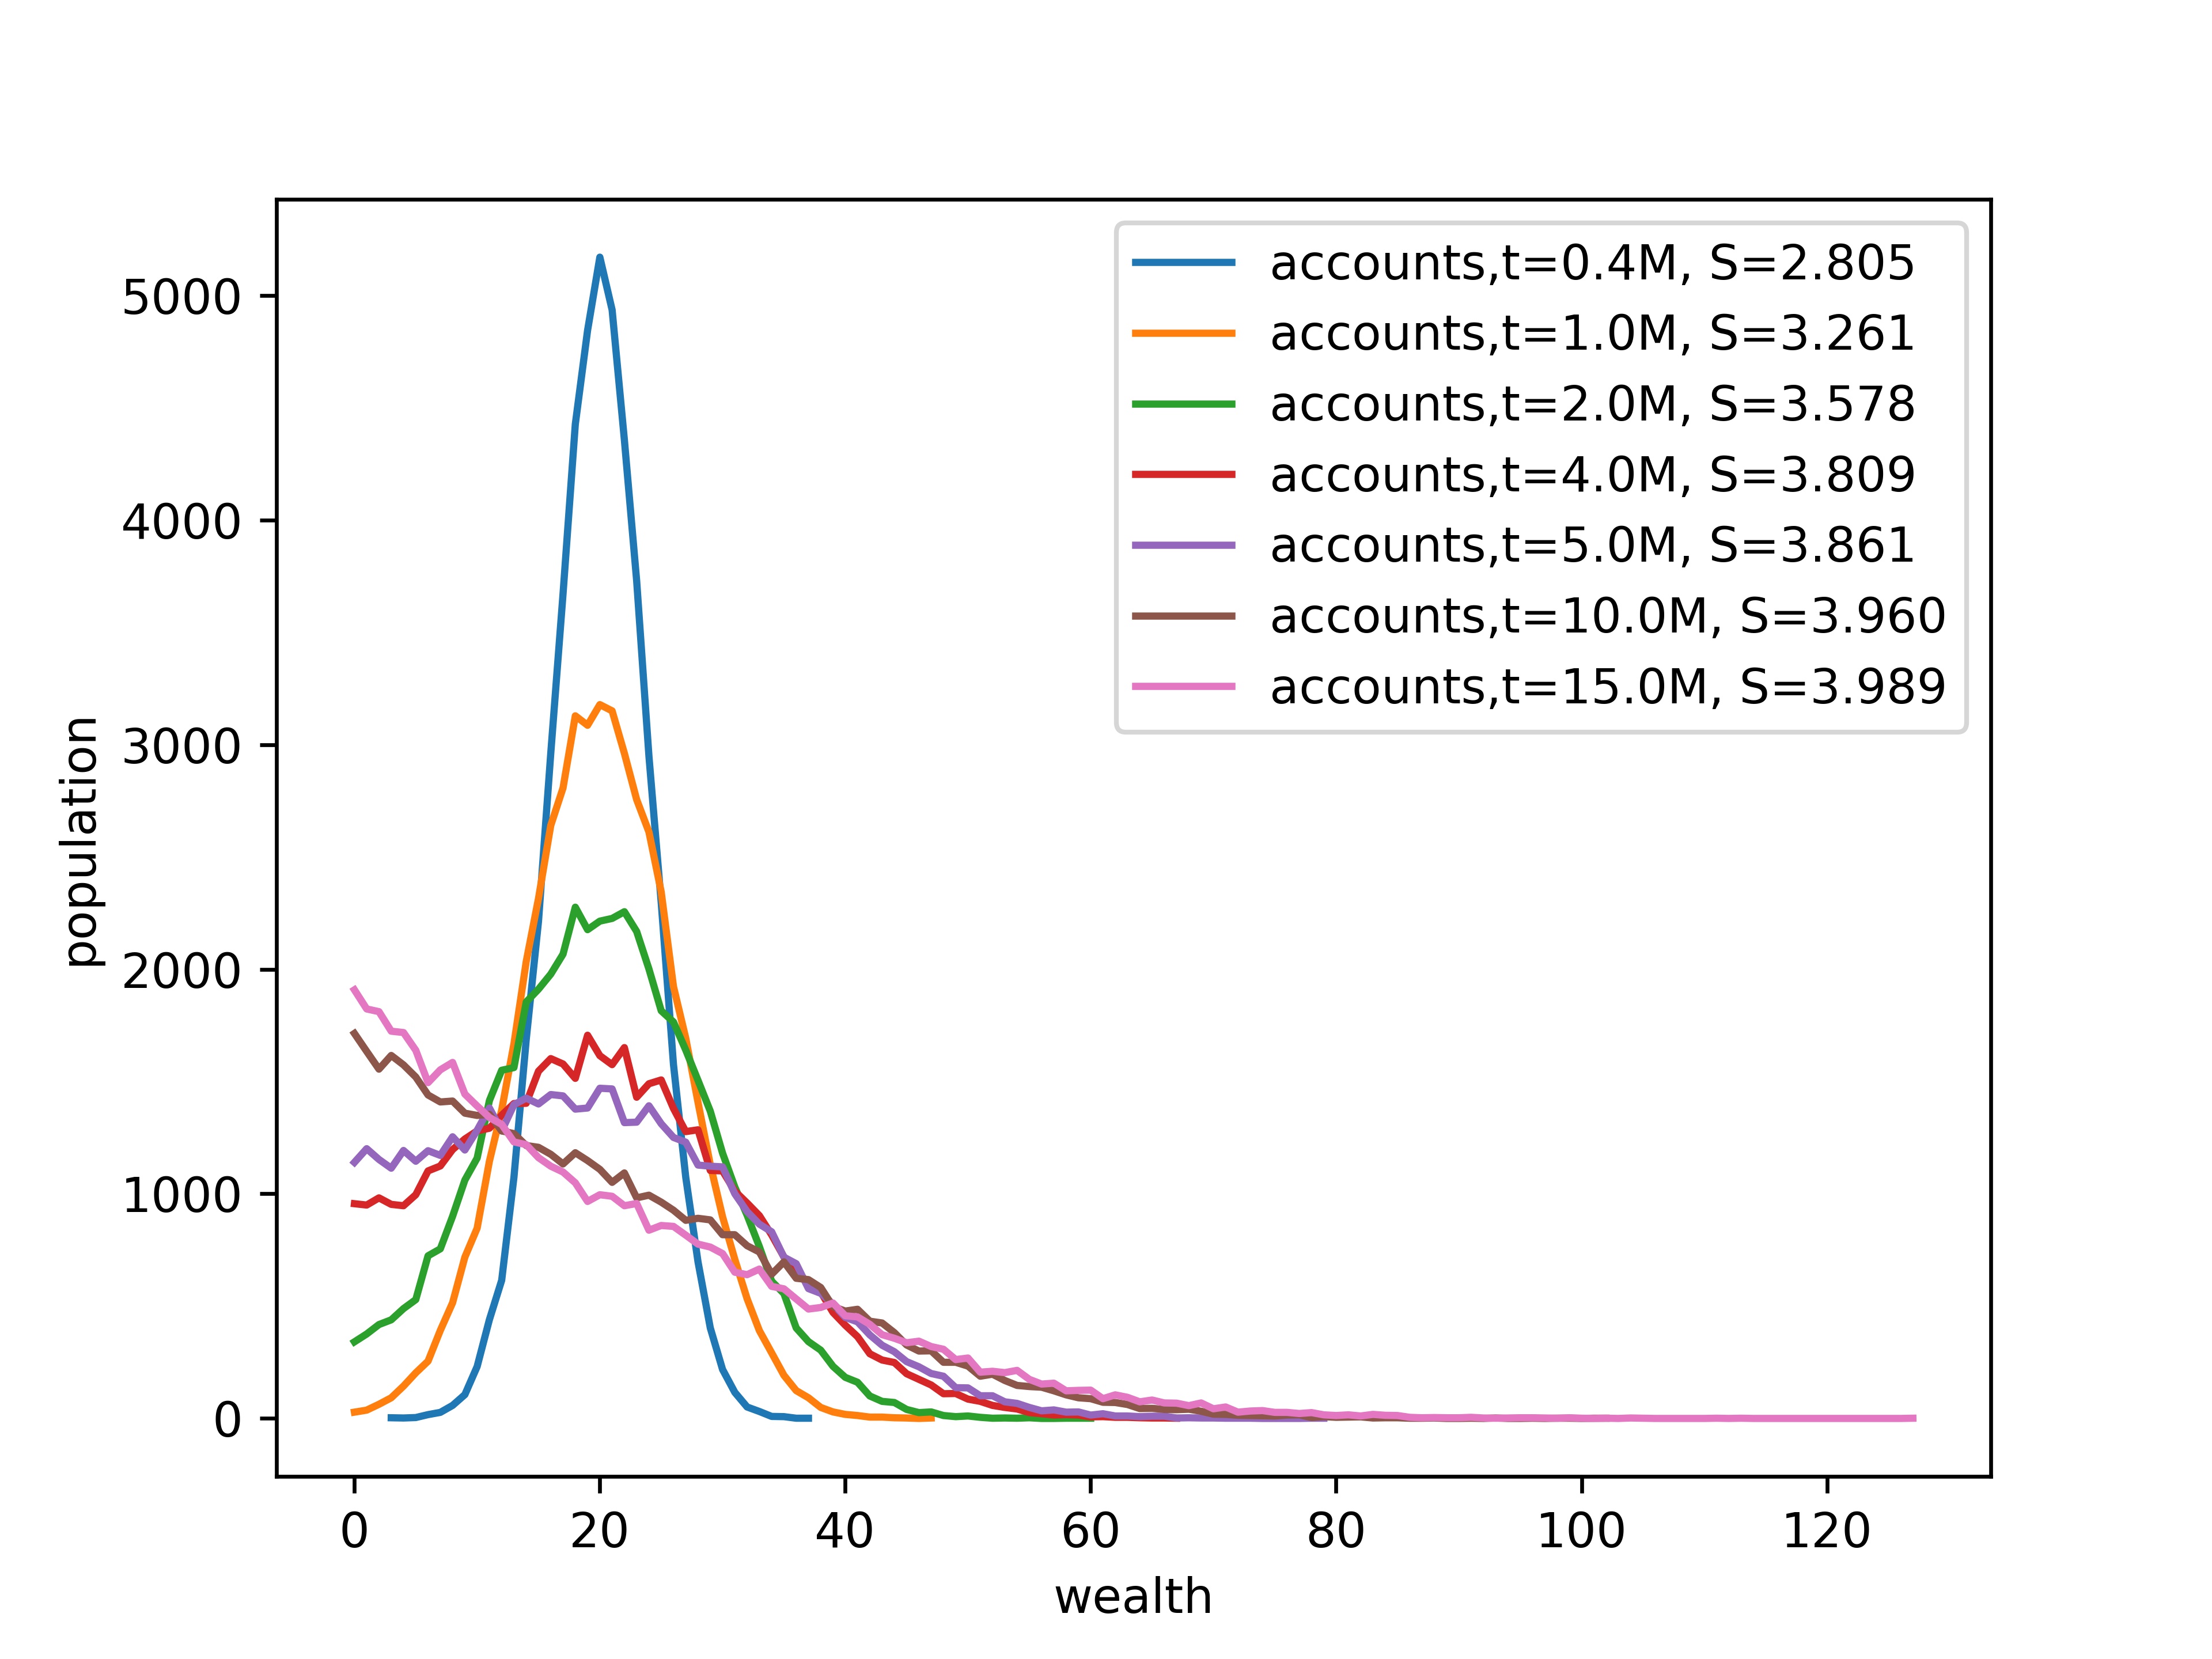 accounts,t=0.4M, S=2.805
accounts,t=1.0M, S=3.261
accounts,t=2.0M, S=3.578
accounts,t=4.0M, S=3.809
accounts,t=5.0M, S=3.861
accounts,t=10.0M, S=3.960
accounts,t=15.0M, S=3.989
population
5000
4000
3000
2000
1000
0
0 20 40 60 80 100 120
wealth